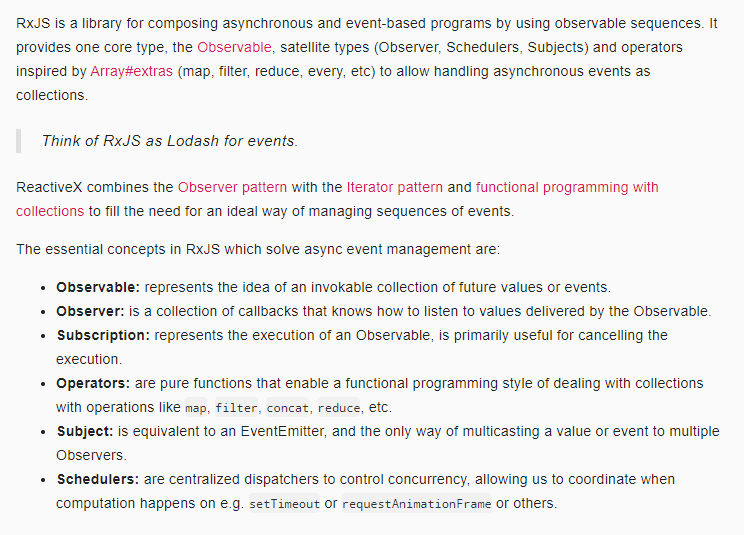 RxJS is a library for composing asynchronous and event-based programs by using observable sequences. It
provides one core type, the Observable, satellite types (Observer, Schedulers, Subjects) and operators
inspired by Array#extras (map, filter, reduce, every, etc) to allow handling asynchronous events as
collections.
Think of RxJS as Lodash for events.
ReactiveX combines the Observer pattern with the Iterator pattern and functional programming with
collections to fill the need for an ideal way of managing sequences of events.
The essential concepts in RxJS which solve async event management are:
• Observable: represents the idea of an invokable collection of future values or events.
• Observer: is a collection of callbacks that knows how to listen to values delivered by the Observable.
• Subscription: represents the execution of an Observable, is primarily useful for cancelling the
execution.
• Operators: are pure functions that enable a functional programming style of dealing with collections
with operations like map, filter, concat, reduce, etc.
• Subject: is equivalent to an EventEmitter, and the only way of multicasting a value or event to multiple
Observers.
• Schedulers: are centralized dispatchers to control concurrency, allowing us to coordinate when
computation happens on e.g. setTimeout or requestAnimationFrame or others.